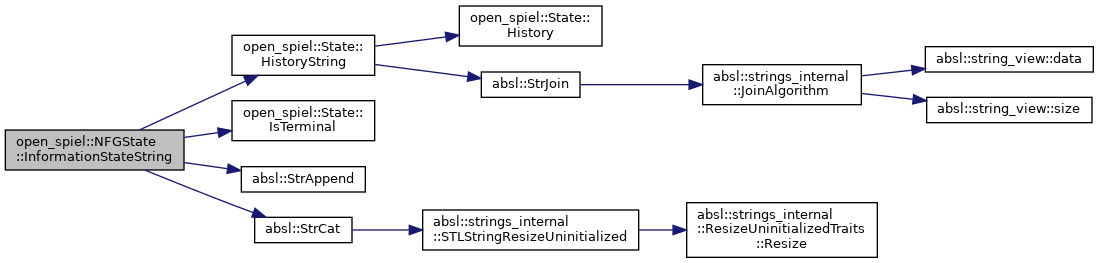 open_spiel::NFGState
::InformationStateString
open_spiel::State::
HistoryString
open_spiel::State::
History
absl::StrJoin
absl::strings_internal
::JoinAlgorithm
absl::string_view::data
absl::string_view::size
open_spiel::State::
IsTerminal
absl::StrAppend
absl::StrCat
absl::strings_internal
::STLStringResizeUninitialized
absl::strings_internal
::ResizeUninitializedTraits
::Resize